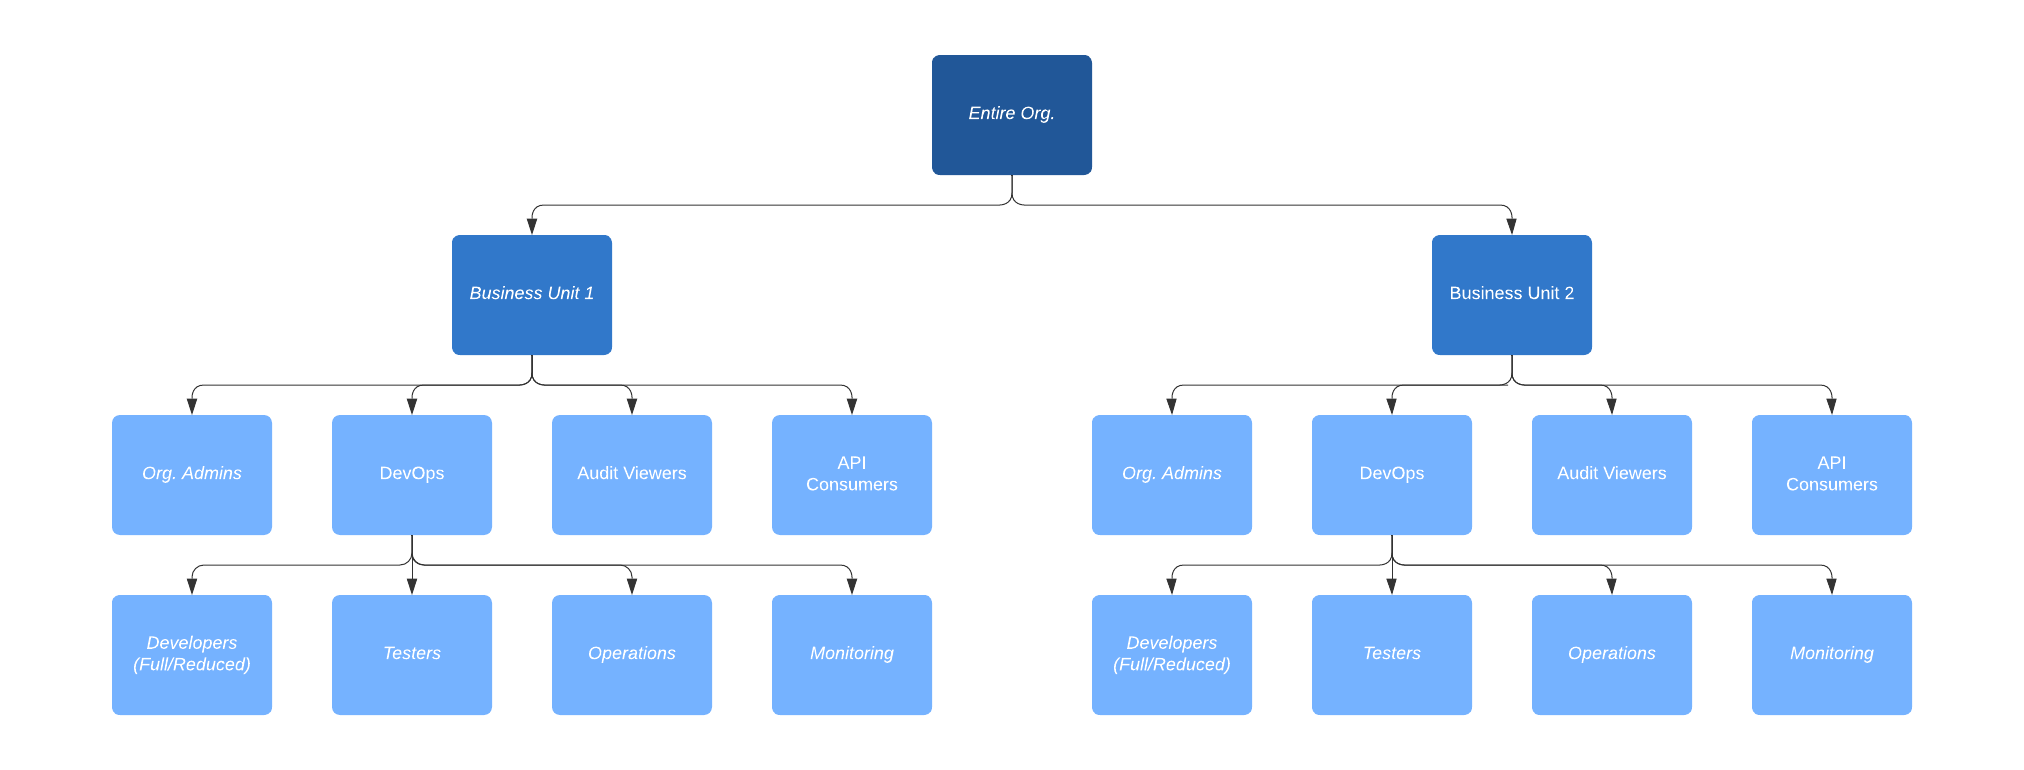 Entire Org.
Business Unit 1
Business Unit 2
Org. Admins
DevOps
Audit Viewers
API
Consumers
Org. Admins
DevOps
Audit Viewers
API
Consumers
Developers
(Full/Reduced)
Testers
Operations
Monitoring
Developers
(Full/Reduced)
Testers
Operations
Monitoring